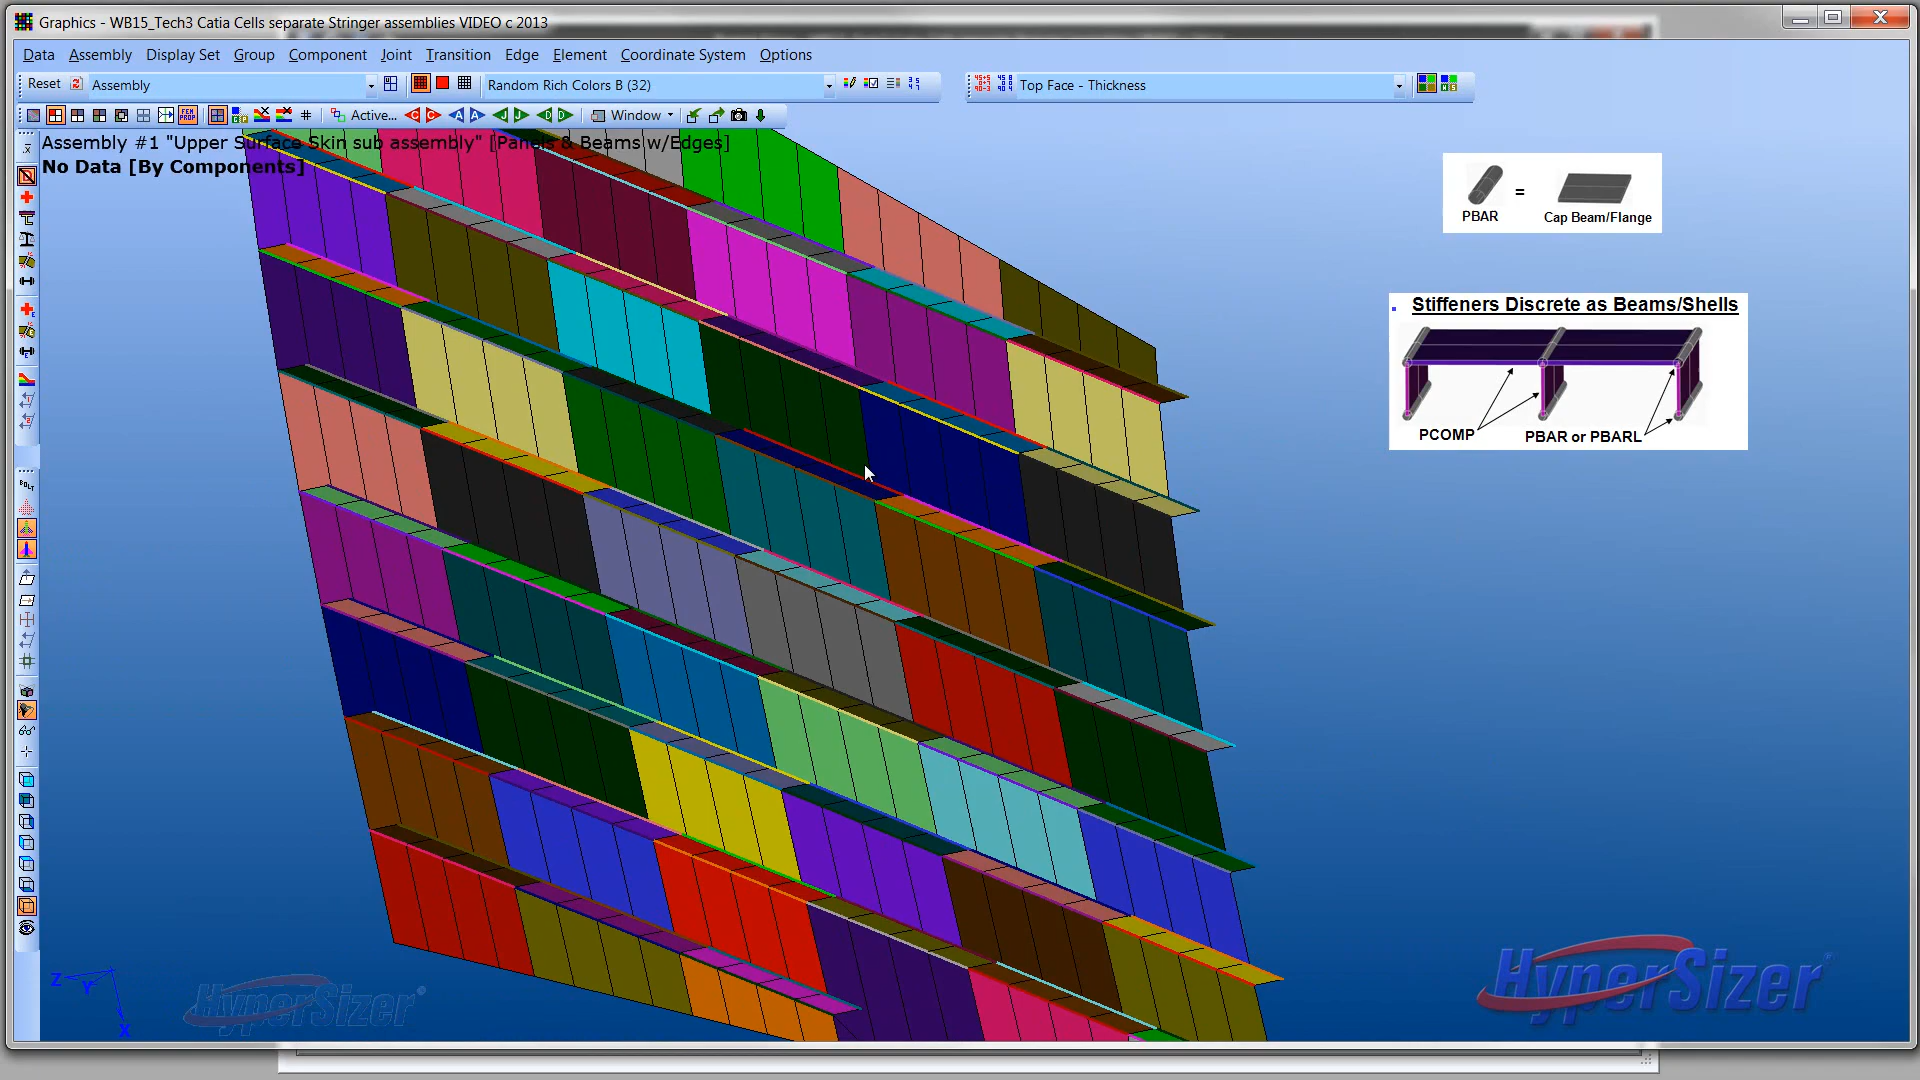 Graphics - WB15_Tech3 Catia Cells separate Stringer assemblies VIDEO c 2013
Data Assembly Display Set Group Component Joint Transition Edge Element Coordinate System Options
Reset Assembly Random Rich Colors B (32) Top Face - Thickness
Active... Window
Assembly #1 "Upper Surface Skin sub assembly" [Panels & Beams w/Edges]
No Data [By Components]
PBAR = Cap Beam/Flange
Stiffeners Discrete as Beams/Shells
PCOMP PBAR or PBARL
BOLT
Z Y X
HyperSizer
HyperSizer